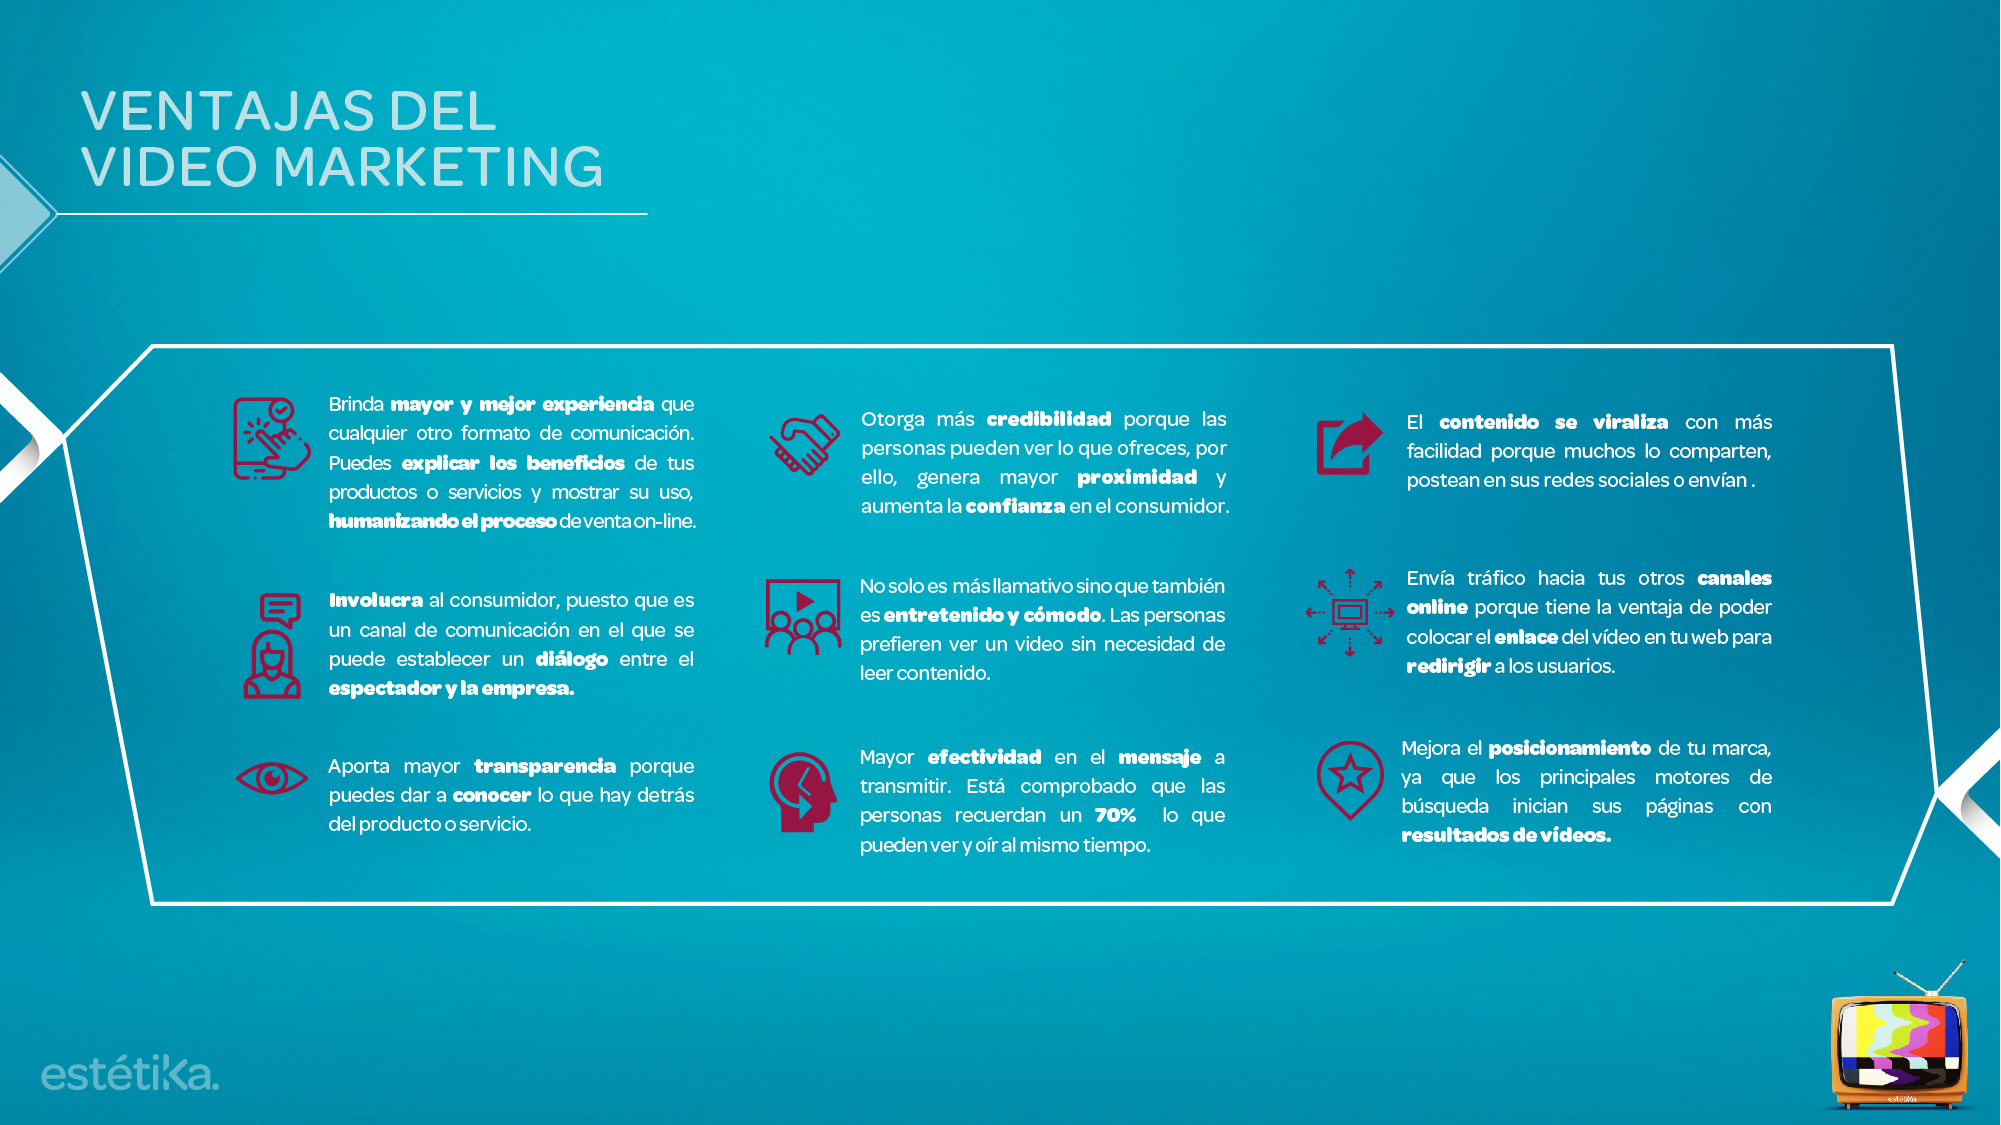 VENTAJAS DEL
VIDEO MARKETING
Brinda mayor y mejor experiencia que
cualquier otro formato de comunicación.
Puedes explicar los beneficios de tus
productos o servicios y mostrar su uso,
humanizando el proceso de venta on-line.
Involucra al consumidor, puesto que es
un canal de comunicación en el que se
puede establecer un diálogo entre el
espectador y la empresa.
Aporta mayor transparencia porque
puedes dar a conocer lo que hay detrás
del producto o servicio.
Otorga más credibilidad porque las
personas pueden ver lo que ofreces, por
ello, genera mayor proximidad y
aumenta la confianza en el consumidor.
No solo es más llamativo sino que también
es entretenido y cómodo. Las personas
prefieren ver un video sin necesidad de
leer contenido.
Mayor efectividad en el mensaje a
transmitir. Está comprobado que las
personas recuerdan un 70% lo que
pueden ver y oír al mismo tiempo.
El contenido se viraliza con más
facilidad porque muchos lo comparten,
postean en sus redes sociales o envían .
Envía tráfico hacia tus otros canales
online porque tiene la ventaja de poder
colocar el enlace del vídeo en tu web para
redirigir a los usuarios.
Mejora el posicionamiento de tu marca,
ya que los principales motores de
búsqueda inician sus páginas con
resultados de vídeos.
estétika.
estétika.